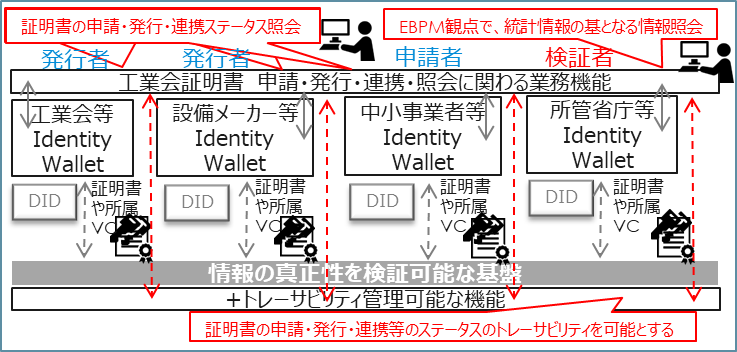 証明書の申請・発行・連携ステータス照会
EBPM観点で、統計情報の基となる情報照会
発行者
発行者
申請者
検証者
工業会証明書 申請・発行・連携・照会に関わる業務機能
工業会等
Identity
Wallet
設備メーカー等
Identity
Wallet
中小事業者等
Identity
Wallet
所管省庁等
Identity
Wallet
DID
証明書
や所属
VC
DID
証明書
や所属
VC
DID
証明書
や所属
VC
DID
証明書
や所属
VC
情報の真正性を検証可能な基盤
+トレーサビリティ管理可能な機能
証明書の申請・発行・連携等のステータスのトレーサビリティを可能とする